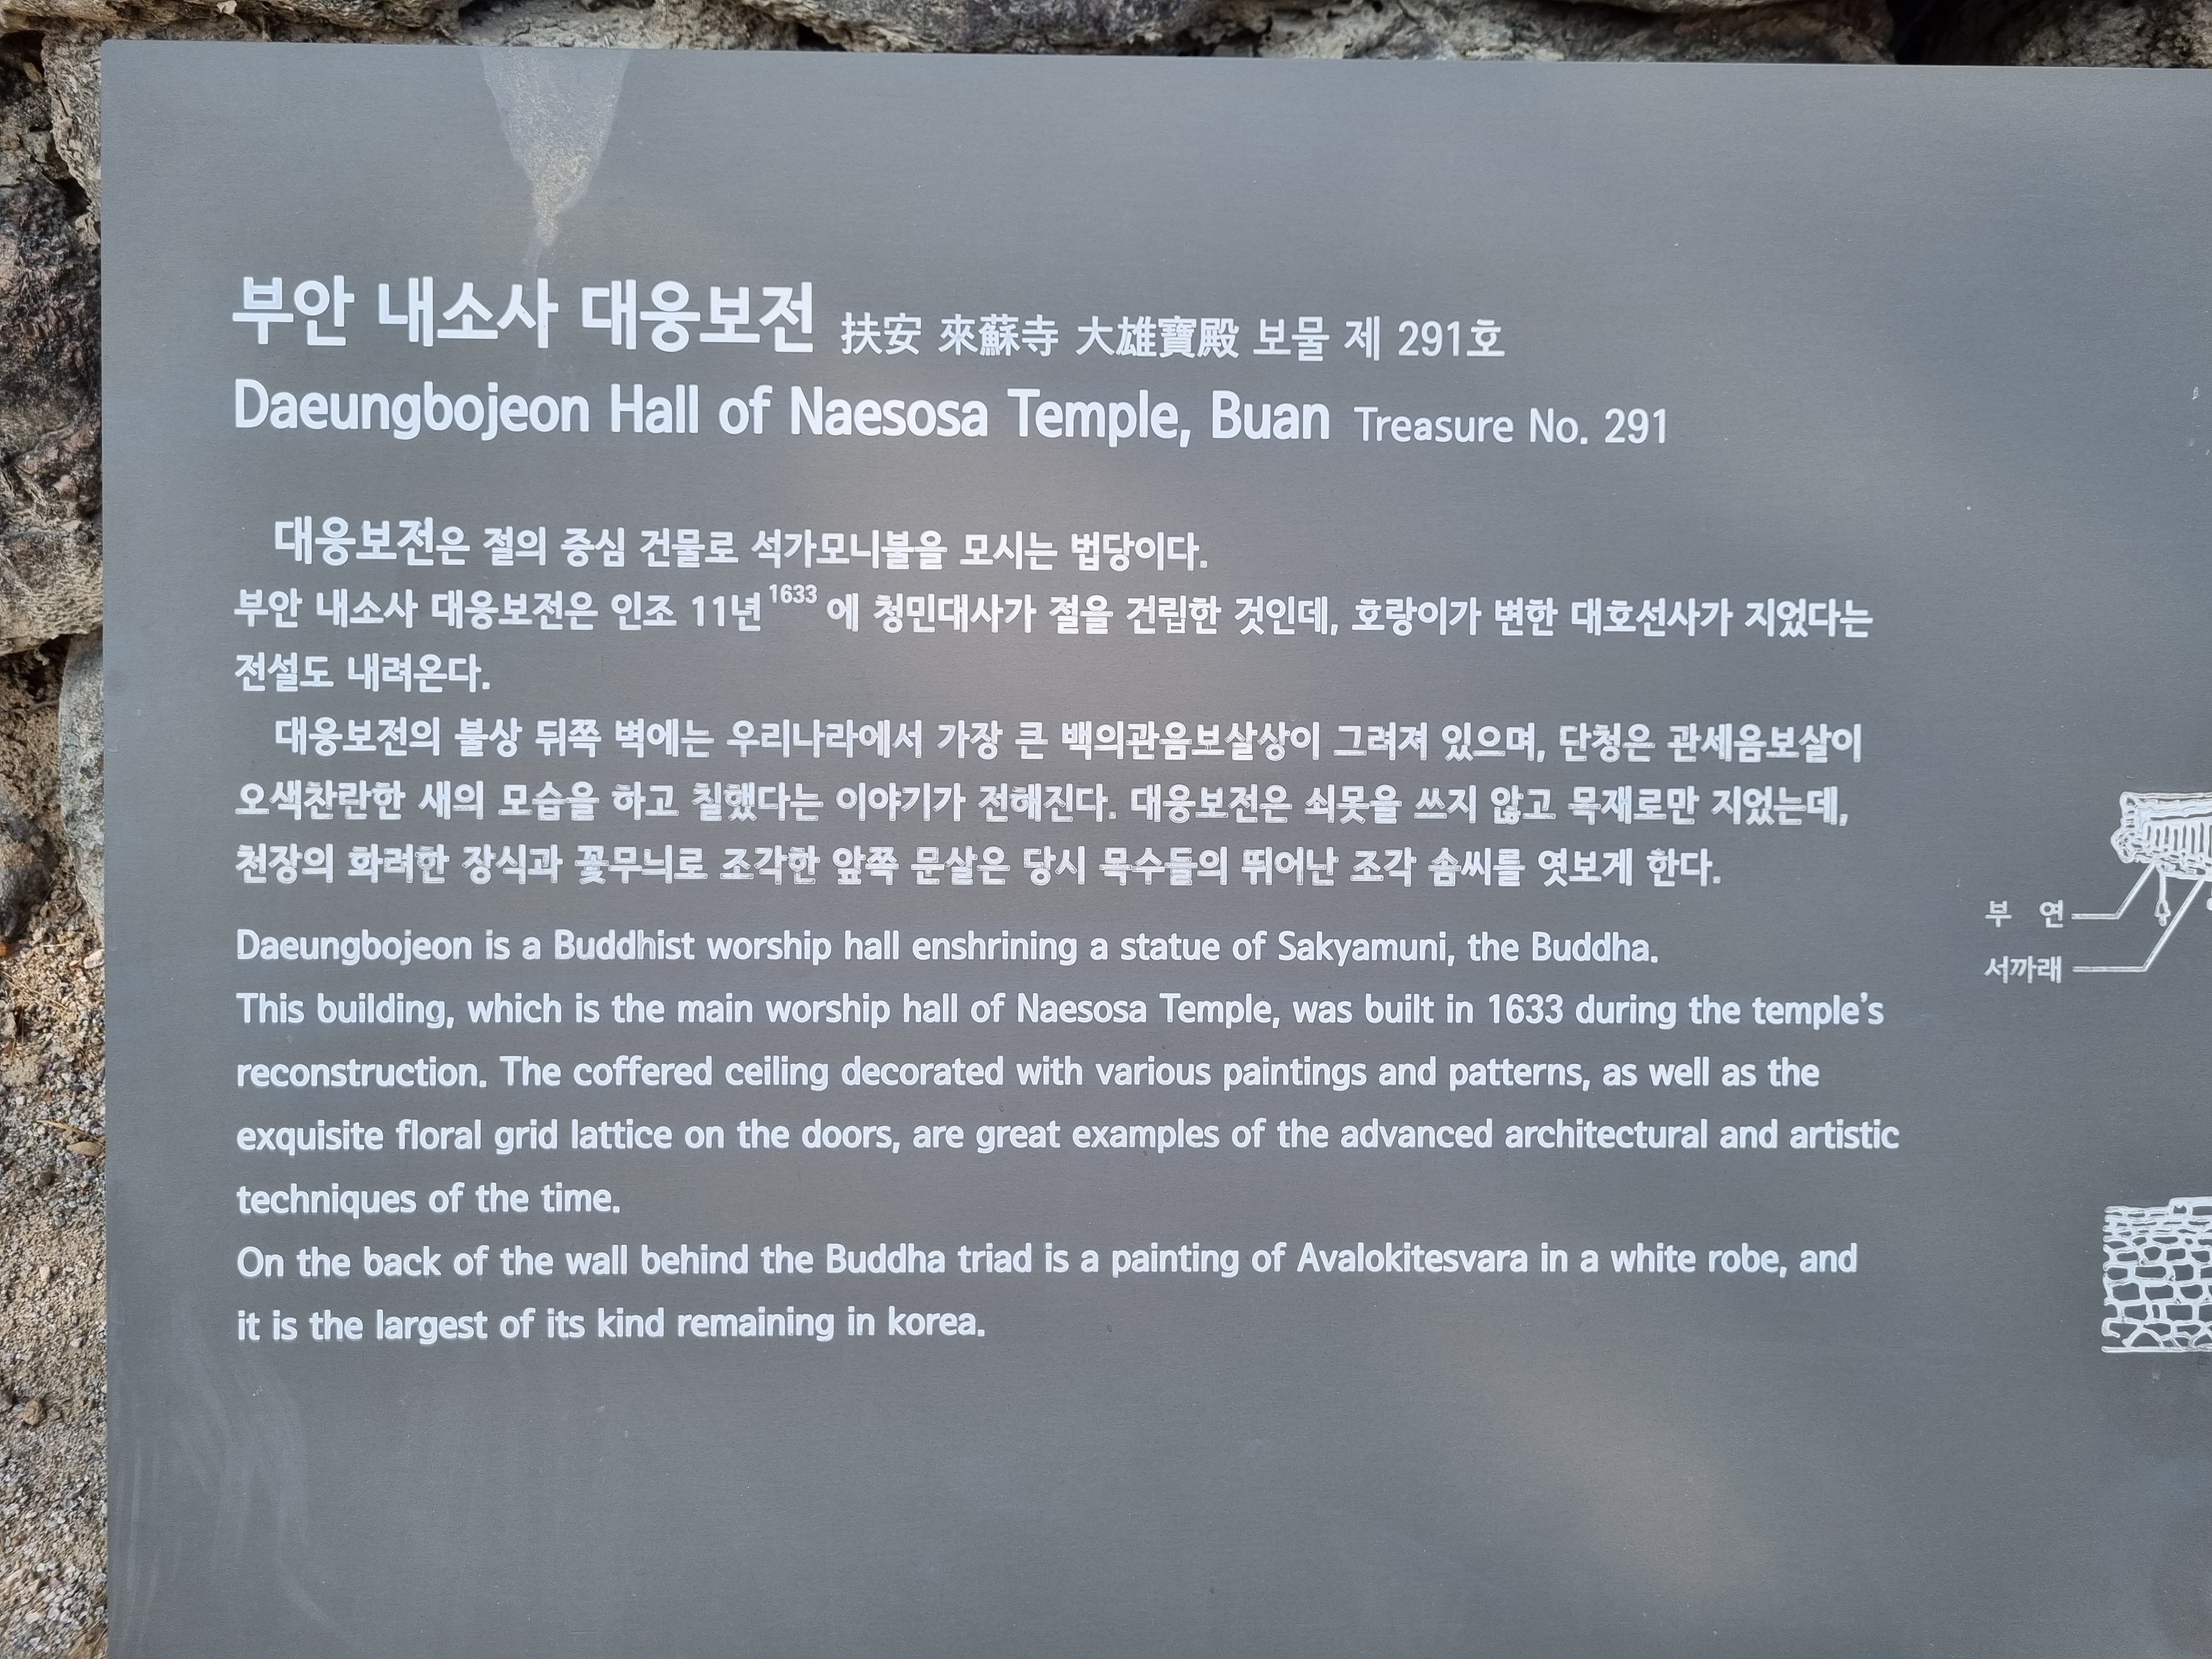 부안 내소사 대웅보전 扶安 來蘇寺 大雄寶殿 보물 제 291호
Daeungbojeon Hall of Naesosa Temple, Buan Treasure No. 291
대웅보전은 절의 중심 건물로 석가모니불을 모시는 법당이다.
부안 내소사 대웅보전은 인조 11년 1633 에 청민대사가 절을 건립한 것인데, 호랑이가 변한 대호선사가 지었다는
전설도 내려온다.
대웅보전의 불상 뒤쪽 벽에는 우리나라에서 가장 큰 백의관음보살상이 그려져 있으며, 단청은 관세음보살이
오색찬란한 새의 모습을 하고 칠했다는 이야기가 전해진다. 대웅보전은 쇠못을 쓰지 않고 목재로만 지었는데,
천장의 화려한 장식과 꽃무늬로 조각한 앞쪽 문살은 당시 목수들의 뛰어난 조각 솜씨를 엿보게 한다.
Daeungbojeon is a Buddhist worship hall enshrining a statue of Sakyamuni, the Buddha.
This building, which is the main worship hall of Naesosa Temple, was built in 1633 during the temple's
reconstruction. The coffered ceiling decorated with various paintings and patterns, as well as the
exquisite floral grid lattice on the doors, are great examples of the advanced architectural and artistic
techniques of the time.
On the back of the wall behind the Buddha triad is a painting of Avalokitesvara in a white robe, and
it is the largest of its kind remaining in korea.
부 연
서까래